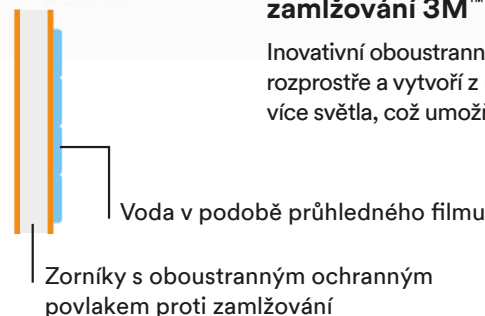 zamlžování 3M™
Inovativní oboustrann
rozprostře a vytvoří z
více světla, což umož
Voda v podobě průhledného filmu
Zorníky s oboustranným ochranným
povlakem proti zamlžování